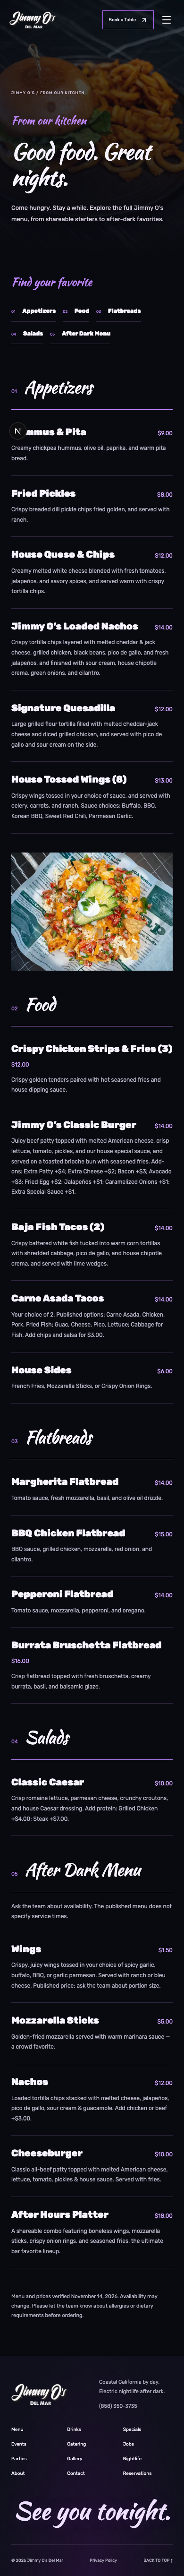 Jimmy O's
DEL MAR
Book a Table ↗
JIMMY O'S / FROM OUR KITCHEN
From our kitchen
Good food. Great
nights.
Come hungry. Stay a while. Explore the full Jimmy O's
menu, from shareable starters to after-dark favorites.
Find your favorite
01 Appetizers 02 Food 03 Flatbreads
04 Salads 05 After Dark Menu
01 Appetizers
N
mmus & Pita $9.00
Creamy chickpea hummus, olive oil, paprika, and warm pita
bread.
Fried Pickles $8.00
Crispy breaded dill pickle chips fried golden, and served with
ranch.
House Queso & Chips $12.00
Creamy melted white cheese blended with fresh tomatoes,
jalapeños, and savory spices, and served warm with crispy
tortilla chips.
Jimmy O's Loaded Nachos $14.00
Crispy tortilla chips layered with melted cheddar & jack
cheese, grilled chicken, black beans, pico de gallo, and fresh
jalapeños, and finished with sour cream, house chipotle
crema, green onions, and cilantro.
Signature Quesadilla $12.00
Large grilled flour tortilla filled with melted cheddar-jack
cheese and diced grilled chicken, and served with pico de
gallo and sour cream on the side.
House Tossed Wings (8) $13.00
Crispy wings tossed in your choice of sauce, and served with
celery, carrots, and ranch. Sauce choices: Buffalo, BBQ,
Korean BBQ, Sweet Red Chili, Parmesan Garlic.
02 Food
Crispy Chicken Strips & Fries (3)
$12.00
Crispy golden tenders paired with hot seasoned fries and
house dipping sauce.
Jimmy O's Classic Burger $14.00
Juicy beef patty topped with melted American cheese, crisp
lettuce, tomato, pickles, and our house special sauce, and
served on a toasted brioche bun with seasoned fries. Add-
ons: Extra Patty +$4; Extra Cheese +$2; Bacon +$3; Avocado
+$3; Fried Egg +$2; Jalapeños +$1; Caramelized Onions +$1;
Extra Special Sauce +$1.
Baja Fish Tacos (2) $14.00
Crispy battered white fish tucked into warm corn tortillas
with shredded cabbage, pico de gallo, and house chipotle
crema, and served with lime wedges.
Carne Asada Tacos $14.00
Your choice of 2. Published options: Carne Asada, Chicken,
Pork, Fried Fish; Guac, Cheese, Pico, Lettuce; Cabbage for
Fish. Add chips and salsa for $3.00.
House Sides $6.00
French Fries, Mozzarella Sticks, or Crispy Onion Rings.
03 Flatbreads
Margherita Flatbread $14.00
Tomato sauce, fresh mozzarella, basil, and olive oil drizzle.
BBQ Chicken Flatbread $15.00
BBQ sauce, grilled chicken, mozzarella, red onion, and
cilantro.
Pepperoni Flatbread $14.00
Tomato sauce, mozzarella, pepperoni, and oregano.
Burrata Bruschetta Flatbread
$16.00
Crisp flatbread topped with fresh bruschetta, creamy
burrata, basil, and balsamic glaze.
04 Salads
Classic Caesar $10.00
Crisp romaine lettuce, parmesan cheese, crunchy croutons,
and house Caesar dressing. Add protein: Grilled Chicken
+$4.00; Steak +$7.00.
05 After Dark Menu
Ask the team about availability. The published menu does not
specify service times.
Wings $1.50
Crispy, juicy wings tossed in your choice of spicy garlic,
buffalo, BBQ, or garlic parmesan. Served with ranch or bleu
cheese. Published price; ask the team about portion size.
Mozzarella Sticks $5.00
Golden-fried mozzarella served with warm marinara sauce —
a crowd favorite.
Nachos $12.00
Loaded tortilla chips stacked with melted cheese, jalapeños,
pico de gallo, sour cream & guacamole. Add chicken or beef
+$3.00.
Cheeseburger $10.00
Classic all-beef patty topped with melted American cheese,
lettuce, tomato, pickles & house sauce. Served with fries.
After Hours Platter $18.00
A shareable combo featuring boneless wings, mozzarella
sticks, crispy onion rings, and seasoned fries, the ultimate
bar favorite lineup.
Menu and prices verified November 14, 2026. Availability may
change. Please let the team know about allergies or dietary
requirements before ordering.
Jimmy O's
DEL MAR
Coastal California by day.
Electric nightlife after dark.
(858) 350-3735
Menu Drinks Specials
Events Catering Jobs
Parties Gallery Nightlife
About Contact Reservations
See you tonight.
© 2026 Jimmy O's Del Mar Privacy Policy BACK TO TOP ↑